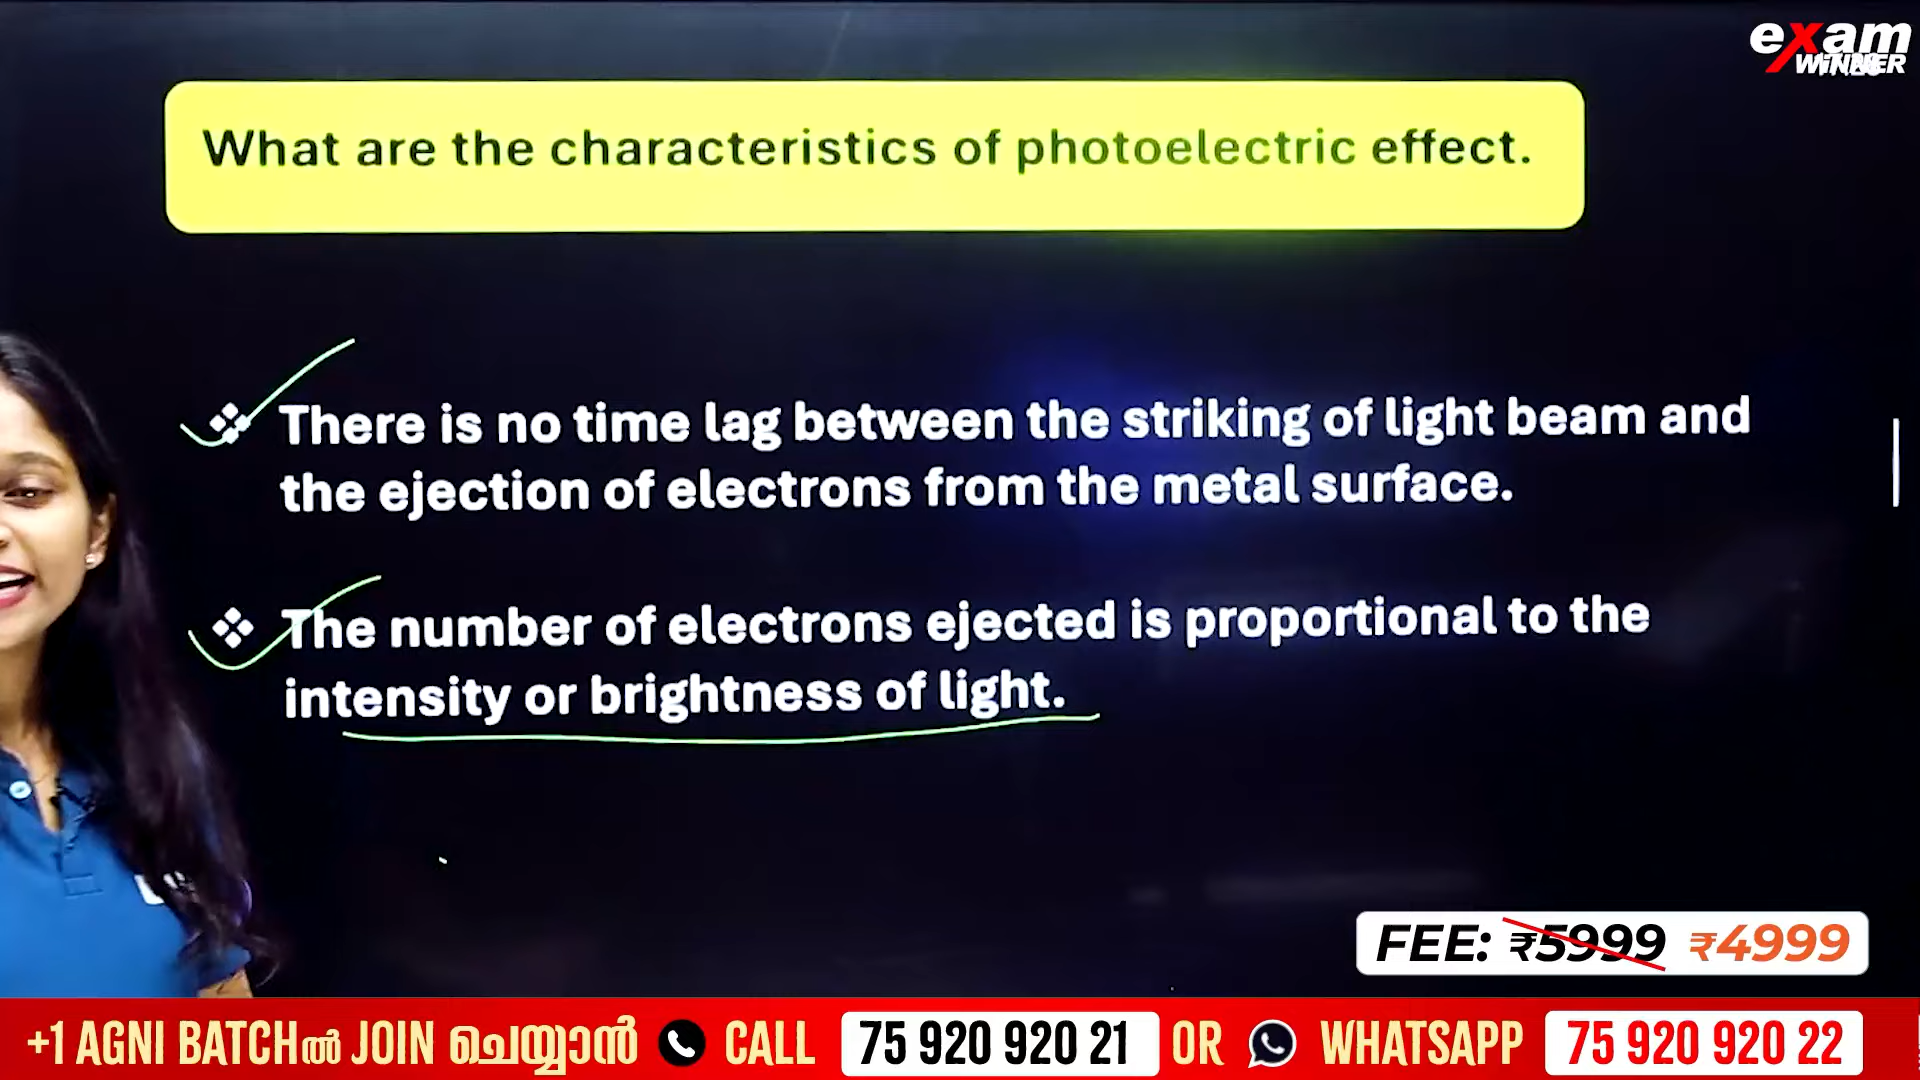 exam
WINNER
What are the characteristics of photoelectric effect.
❖ There is no time lag between the striking of light beam and
the ejection of electrons from the metal surface.
❖ The number of electrons ejected is proportional to the
intensity or brightness of light.
FEE: ₹5999 ₹4999
+1 AGNI BATCHൽ JOIN ചെയ്യാൻ CALL 75 920 920 21 OR WHATSAPP 75 920 920 22